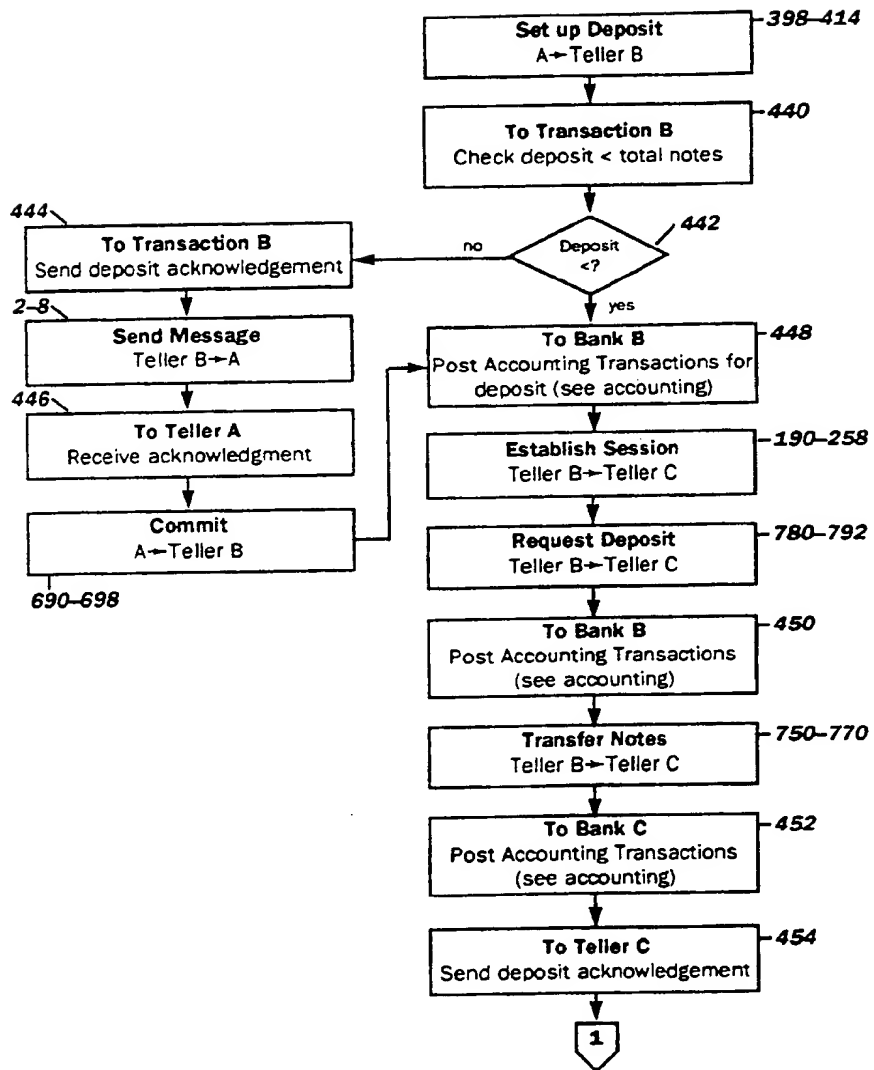 Set up Deposit
A→Teller B
398–414
To Transaction B
Check deposit < total notes
440
Deposit
<?
442
no
yes
444
To Transaction B
Send deposit acknowledgement
2–8
Send Message
Teller B→A
446
To Teller A
Receive acknowledgment
Commit
A→Teller B
690–698
To Bank B
Post Accounting Transactions for
deposit (see accounting)
448
Establish Session
Teller B→Teller C
190–258
Request Deposit
Teller B→Teller C
780–792
To Bank B
Post Accounting Transactions
(see accounting)
450
Transfer Notes
Teller B→Teller C
750–770
To Bank C
Post Accounting Transactions
(see accounting)
452
To Teller C
Send deposit acknowledgement
454
1